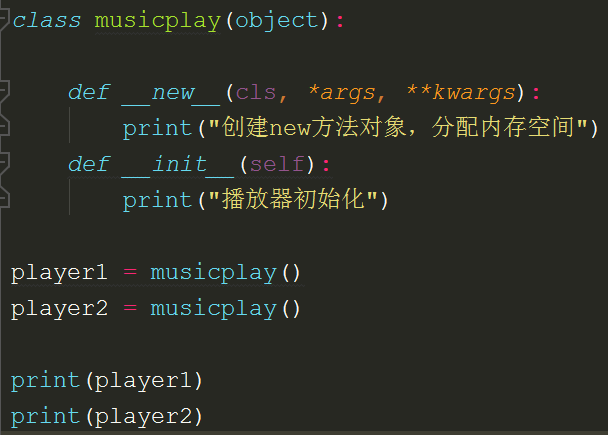 class musicplay(object):
    def __new__(cls, *args, **kwargs):
        print("创建new方法对象，分配内存空间")
    def __init__(self):
        print("播放器初始化")
player1 = musicplay()
player2 = musicplay()
print(player1)
print(player2)